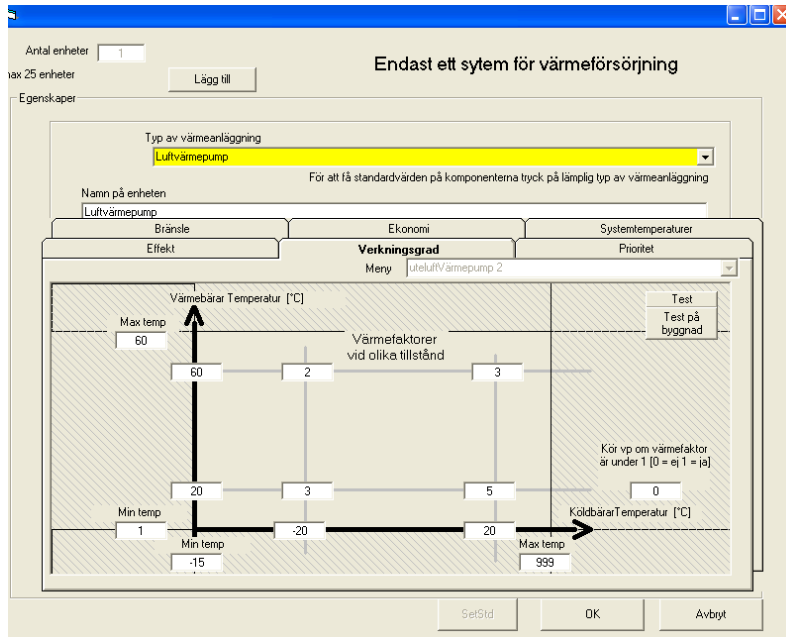 Antal enheter 1
max 25 enheter
Lägg till
Endast ett sytem för värmeförsörjning
Egenskaper
Typ av värmeanläggning
Luftvärmepump
För att få standardvärden på komponenterna tryck på lämplig typ av värmeanläggning
Namn på enheten
Luftvärmepump
Bränsle Ekonomi Systemtemperaturer
Effekt Verkningsgrad Prioritet
Meny uteluftVärmepump 2
Värmebärar Temperatur [°C]
Test
Test på
byggnad
Max temp
60
Värmefaktorer
vid olika tillstånd
60 2 3
Kör vp om värmefaktor
är under 1 [0 = ej 1 = ja]
20 3 5 0
Min temp
KöldbärarTemperatur [°C]
1 -20 20
Min temp Max temp
-15 999
SetStd OK Avbryt